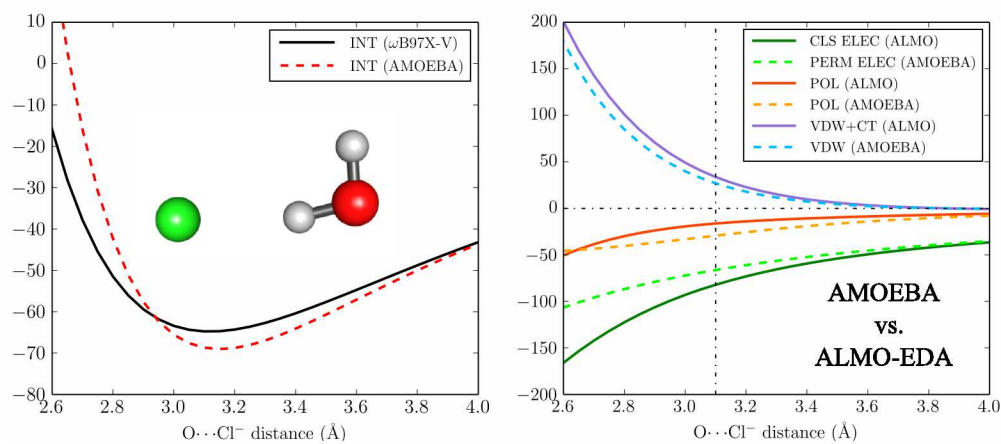 10
0
−10
−20
−30
−40
−50
−60
−70
−80
2.6 2.8 3.0 3.2 3.4 3.6 3.8 4.0
O···Cl⁻ distance (Å)
INT (ωB97X-V)
INT (AMOEBA)
200
150
100
50
0
−50
−100
−150
−200
2.6 2.8 3.0 3.2 3.4 3.6 3.8 4.0
O···Cl⁻ distance (Å)
CLS ELEC (ALMO)
PERM ELEC (AMOEBA)
POL (ALMO)
POL (AMOEBA)
VDW+CT (ALMO)
VDW (AMOEBA)
AMOEBA
vs.
ALMO-EDA